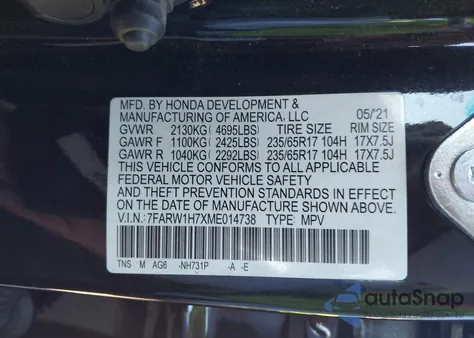 MFD. BY HONDA DEVELOPMENT &
MANUFACTURING OF AMERICA, LLC 05/'21
GVWR 2130KG (4695LBS) TIRE SIZE RIM SIZE
GAWR F 1100KG (2425LBS) 235/65R17 104H 17X7.5J
GAWR R 1040KG (2292LBS) 235/65R17 104H 17X7.5J
THIS VEHICLE CONFORMS TO ALL APPLICABLE
FEDERAL MOTOR VEHICLE SAFETY
AND THEFT PREVENTION STANDARDS IN EFFECT
ON THE DATE OF MANUFACTURE SHOWN ABOVE.
V.I.N.: 7FARW1H7XME014738 TYPE: MPV
TNS M AG6 -NH731P -A -E
autoSnap